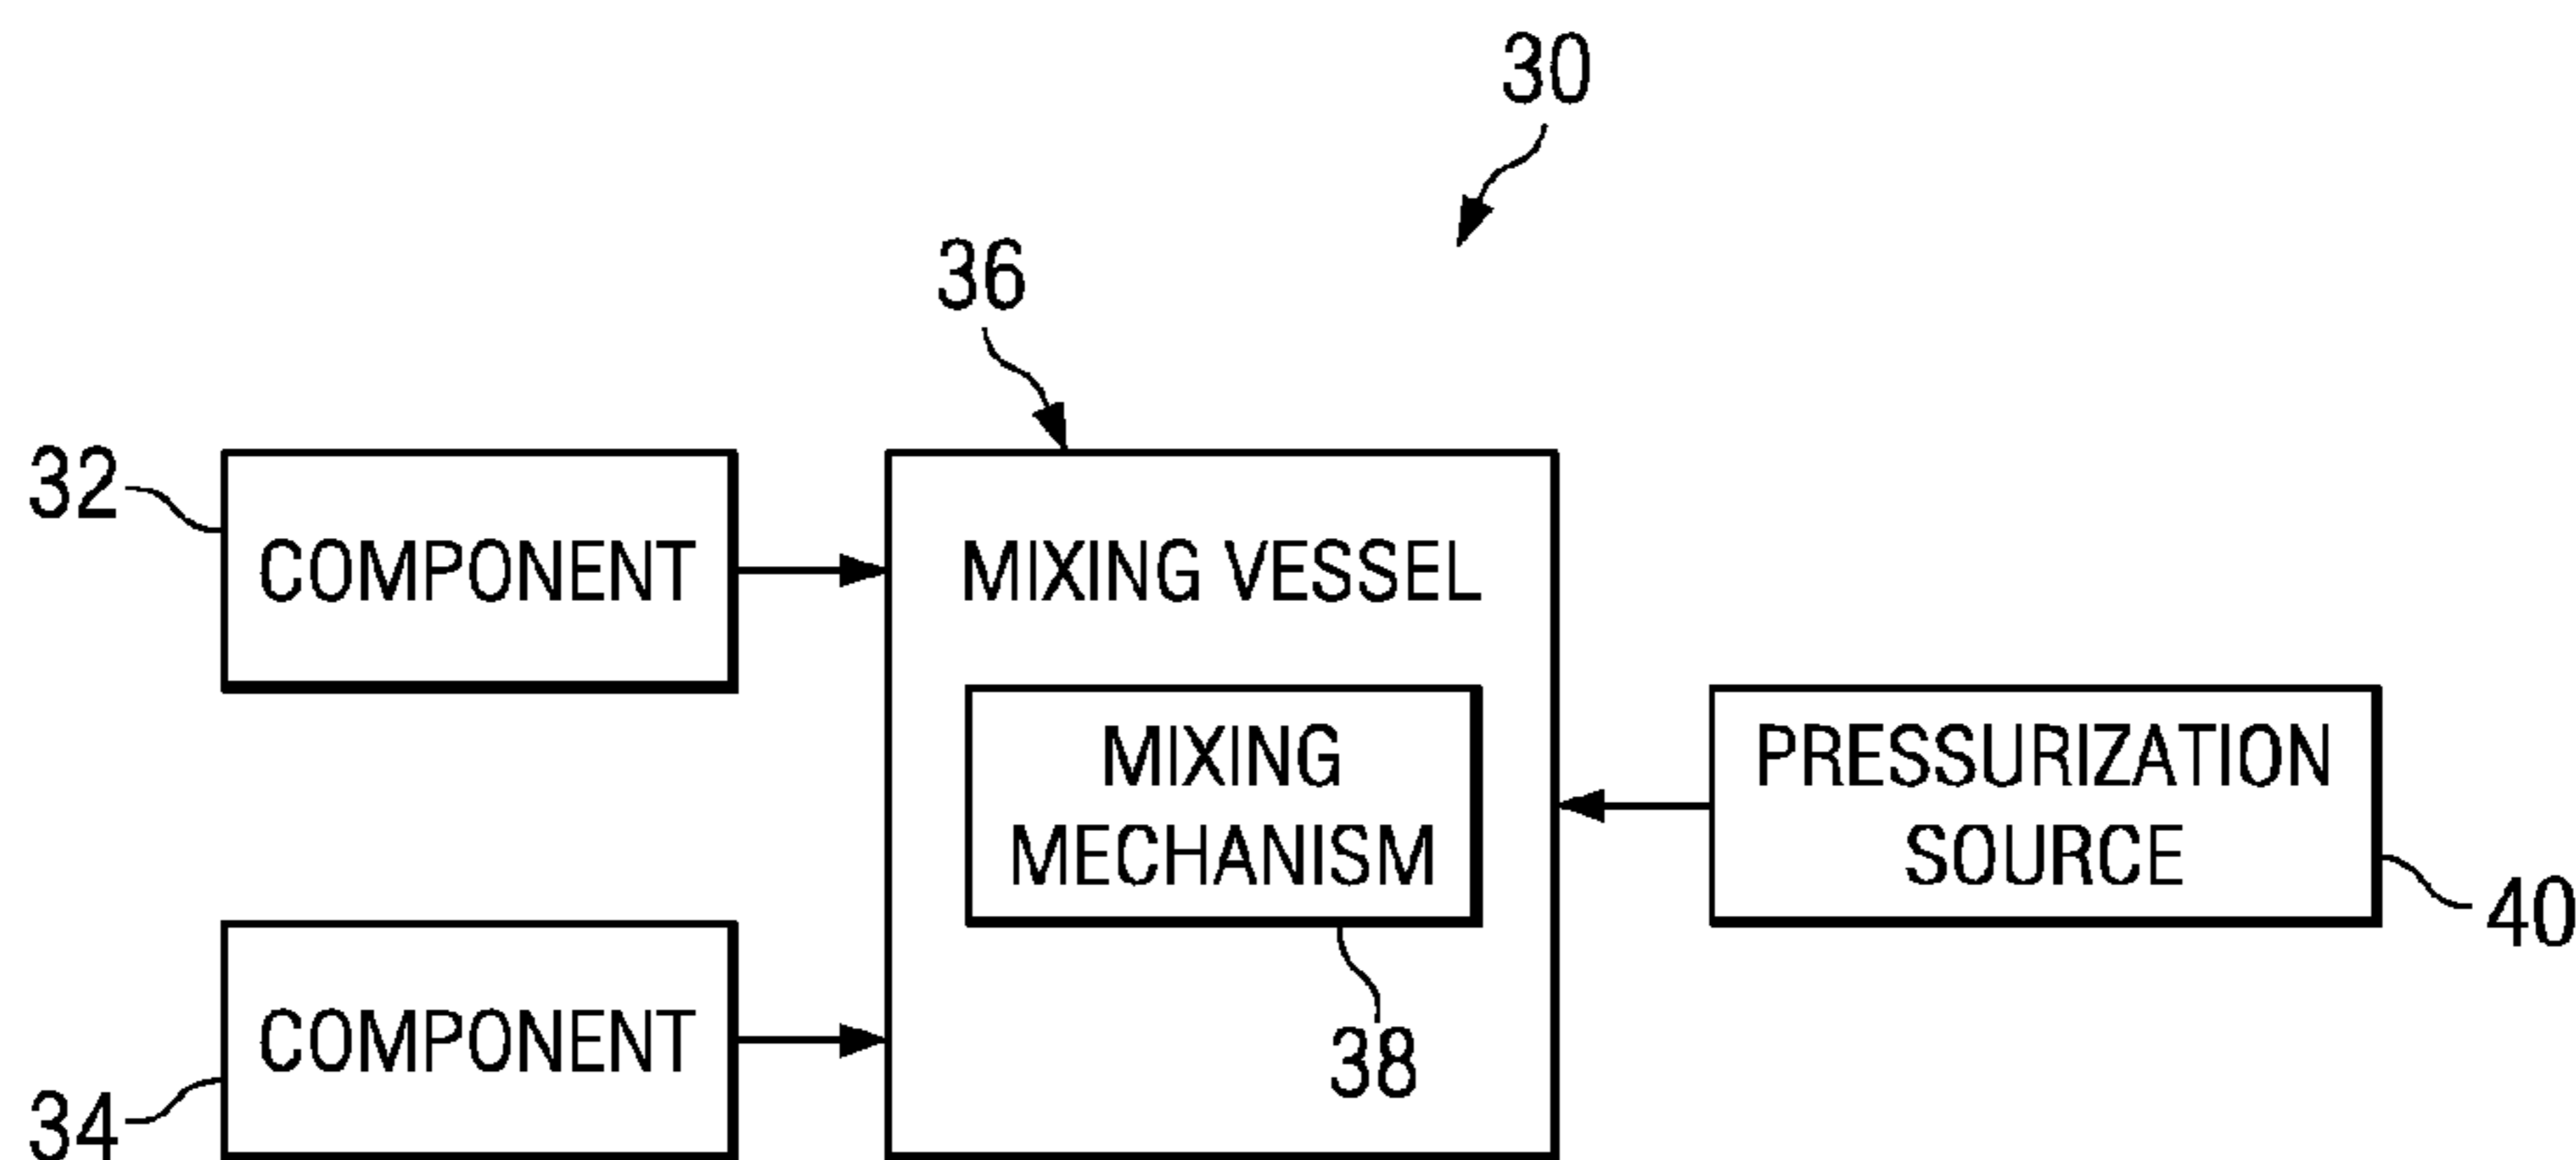 30
36
32
COMPONENT
MIXING VESSEL
MIXING
MECHANISM
PRESSURIZATION
SOURCE
40
COMPONENT
38
34